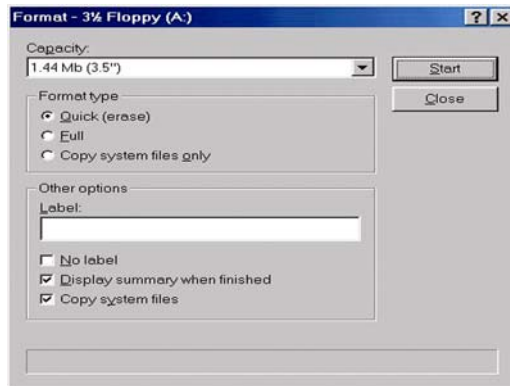 Format - 3½ Floppy (A:)
Capacity:
1.44 Mb (3.5")
Start
Close
Format type
Quick (erase)
Full
Copy system files only
Other options
Label:
No label
Display summary when finished
Copy system files